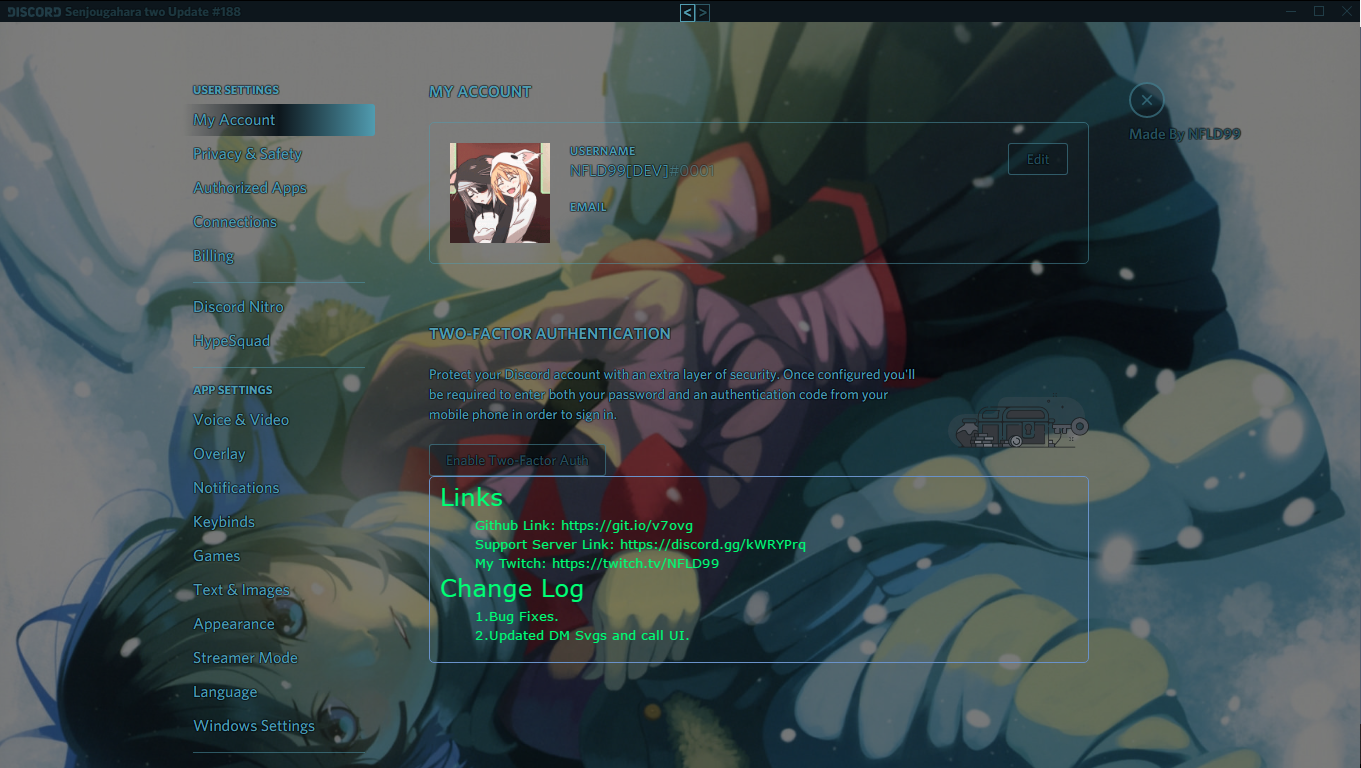 DISCORD Senjougahara two Update #188
< >
USER SETTINGS
My Account
Privacy & Safety
Authorized Apps
Connections
Billing
Discord Nitro
HypeSquad
APP SETTINGS
Voice & Video
Overlay
Notifications
Keybinds
Games
Text & Images
Appearance
Streamer Mode
Language
Windows Settings
MY ACCOUNT
USERNAME
NFLD99[DEV]#0001
EMAIL
Edit
Made By NFLD99
TWO-FACTOR AUTHENTICATION
Protect your Discord account with an extra layer of security. Once configured you'll
be required to enter both your password and an authentication code from your
mobile phone in order to sign in.
Enable Two-Factor Auth
Links
Github Link: https://git.io/v7ovg
Support Server Link: https://discord.gg/kWRYPrq
My Twitch: https://twitch.tv/NFLD99
Change Log
1.Bug Fixes.
2.Updated DM Svgs and call UI.